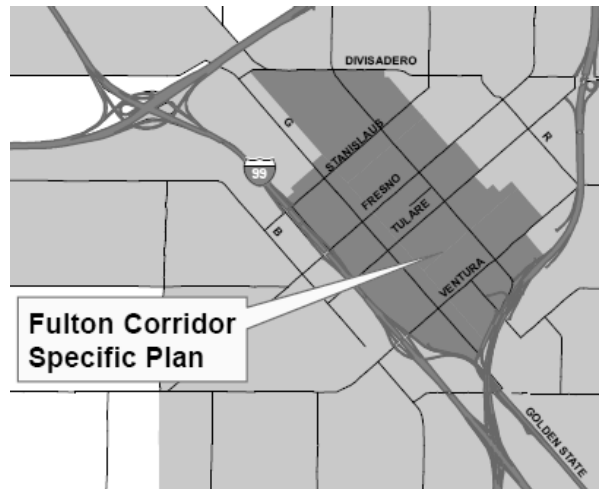 DIVISADERO
G
R
STANISLAUS
99
FRESNO
TULARE
B
VENTURA
Fulton Corridor
Specific Plan
GOLDEN STATE